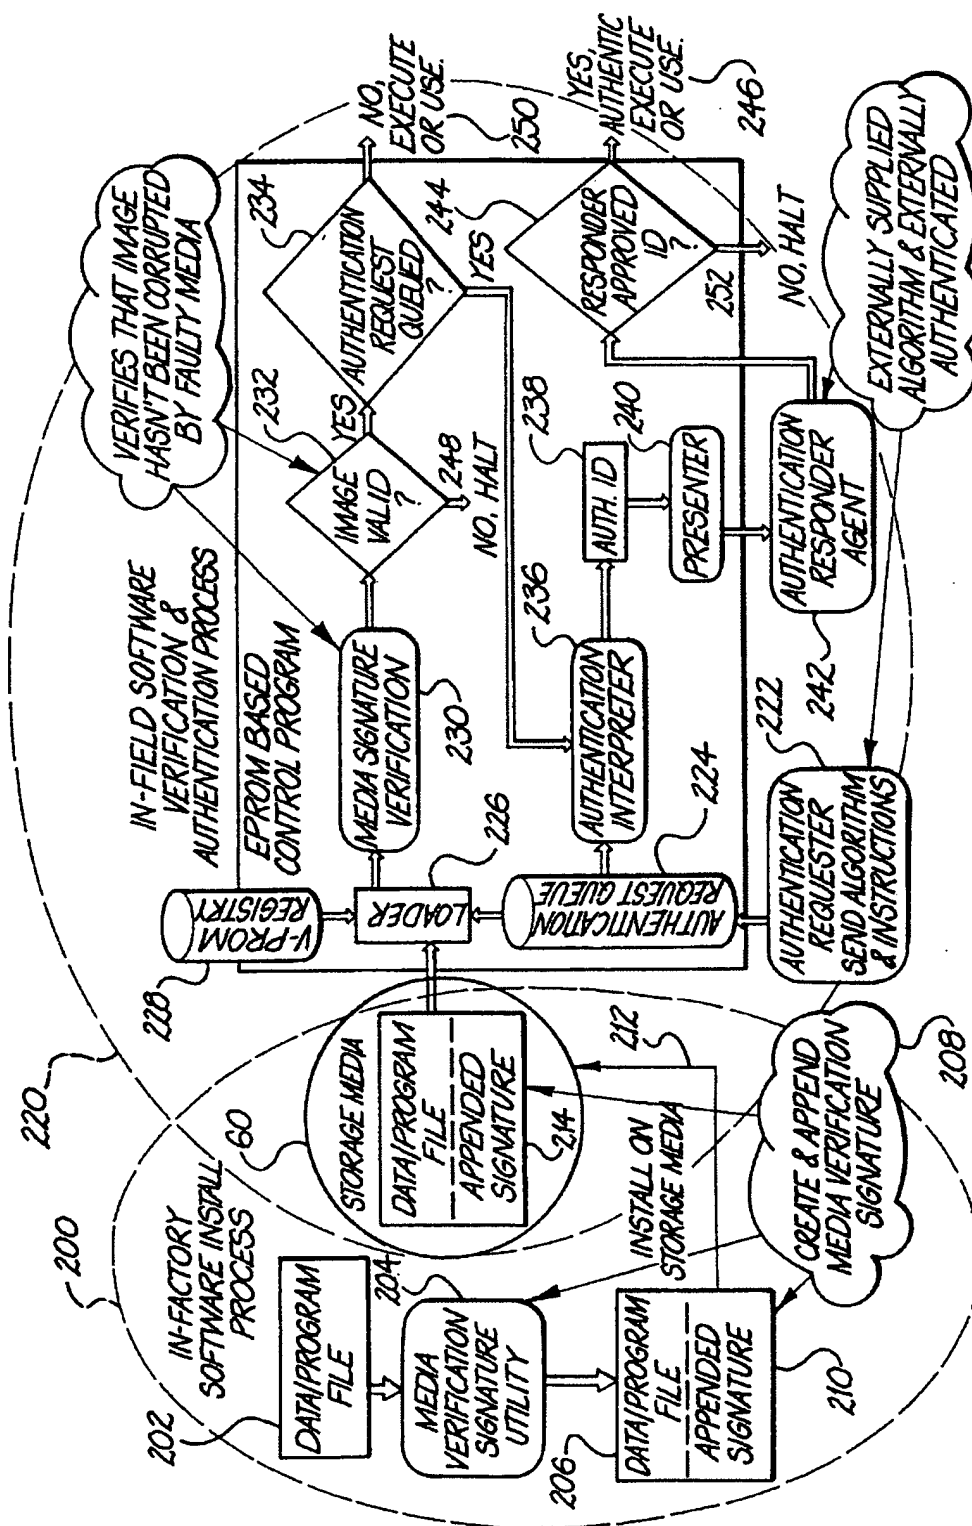 200
IN-FACTORY
SOFTWARE INSTALL
PROCESS
202
DATA/PROGRAM
FILE
204
MEDIA
VERIFICATION
SIGNATURE
UTILITY
206
DATA/PROGRAM
FILE
APPENDED
SIGNATURE
210
INSTALL ON
STORAGE MEDIA
212
CREATE & APPEND
MEDIA VERIFICATION
SIGNATURE
208
60
STORAGE MEDIA
DATA/PROGRAM
FILE
APPENDED
SIGNATURE
214
220
IN-FIELD SOFTWARE
VERIFICATION &
AUTHENTICATION PROCESS
EPROM BASED
CONTROL PROGRAM
228
V-PROM
REGISTRY
LOADER
226
AUTHENTICATION
REQUEST QUEUE
224
AUTHENTICATION
REQUESTER
SEND ALGORITHM
& INSTRUCTIONS
222
MEDIA SIGNATURE
VERIFICATION
230
VERIFIES THAT IMAGE
HASN'T BEEN CORRUPTED
BY FAULTY MEDIA
232
IMAGE
VALID
?
YES
248
NO, HALT
234
AUTHENTICATION
REQUEST
QUEUED
?
NO,
EXECUTE
OR USE.
250
YES
236
AUTHENTICATION
INTERPRETER
238
AUTH. ID
240
PRESENTER
AUTHENTICATION
RESPONDER
AGENT
242
244
RESPONDER
APPROVED
ID
?
YES,
AUTHENTIC
EXECUTE
OR USE.
246
252
NO, HALT
EXTERNALLY SUPPLIED
ALGORITHM & EXTERNALLY
AUTHENTICATED